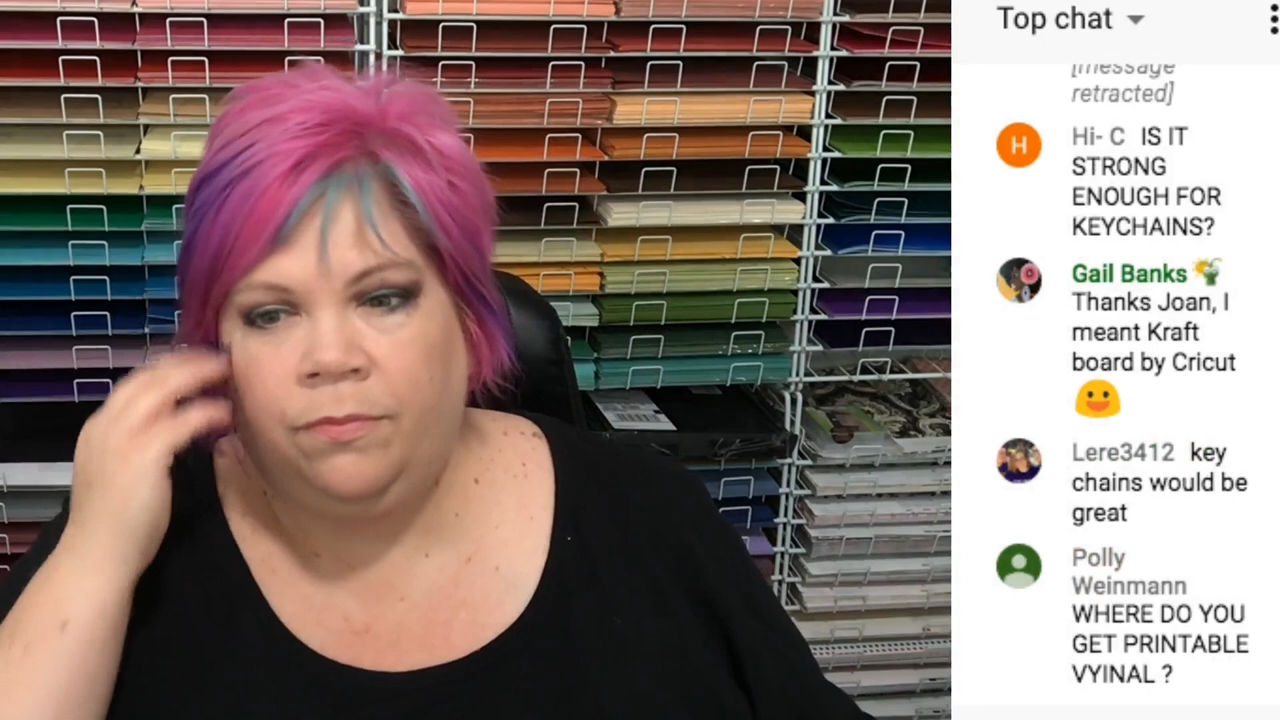 Top chat
[message
retracted]
Hi- C IS IT
STRONG
ENOUGH FOR
KEYCHAINS?
H
Gail Banks
Thanks Joan, I
meant Kraft
board by Cricut
Lere3412 key
chains would be
great
Polly
Weinmann
WHERE DO YOU
GET PRINTABLE
VYINAL ?